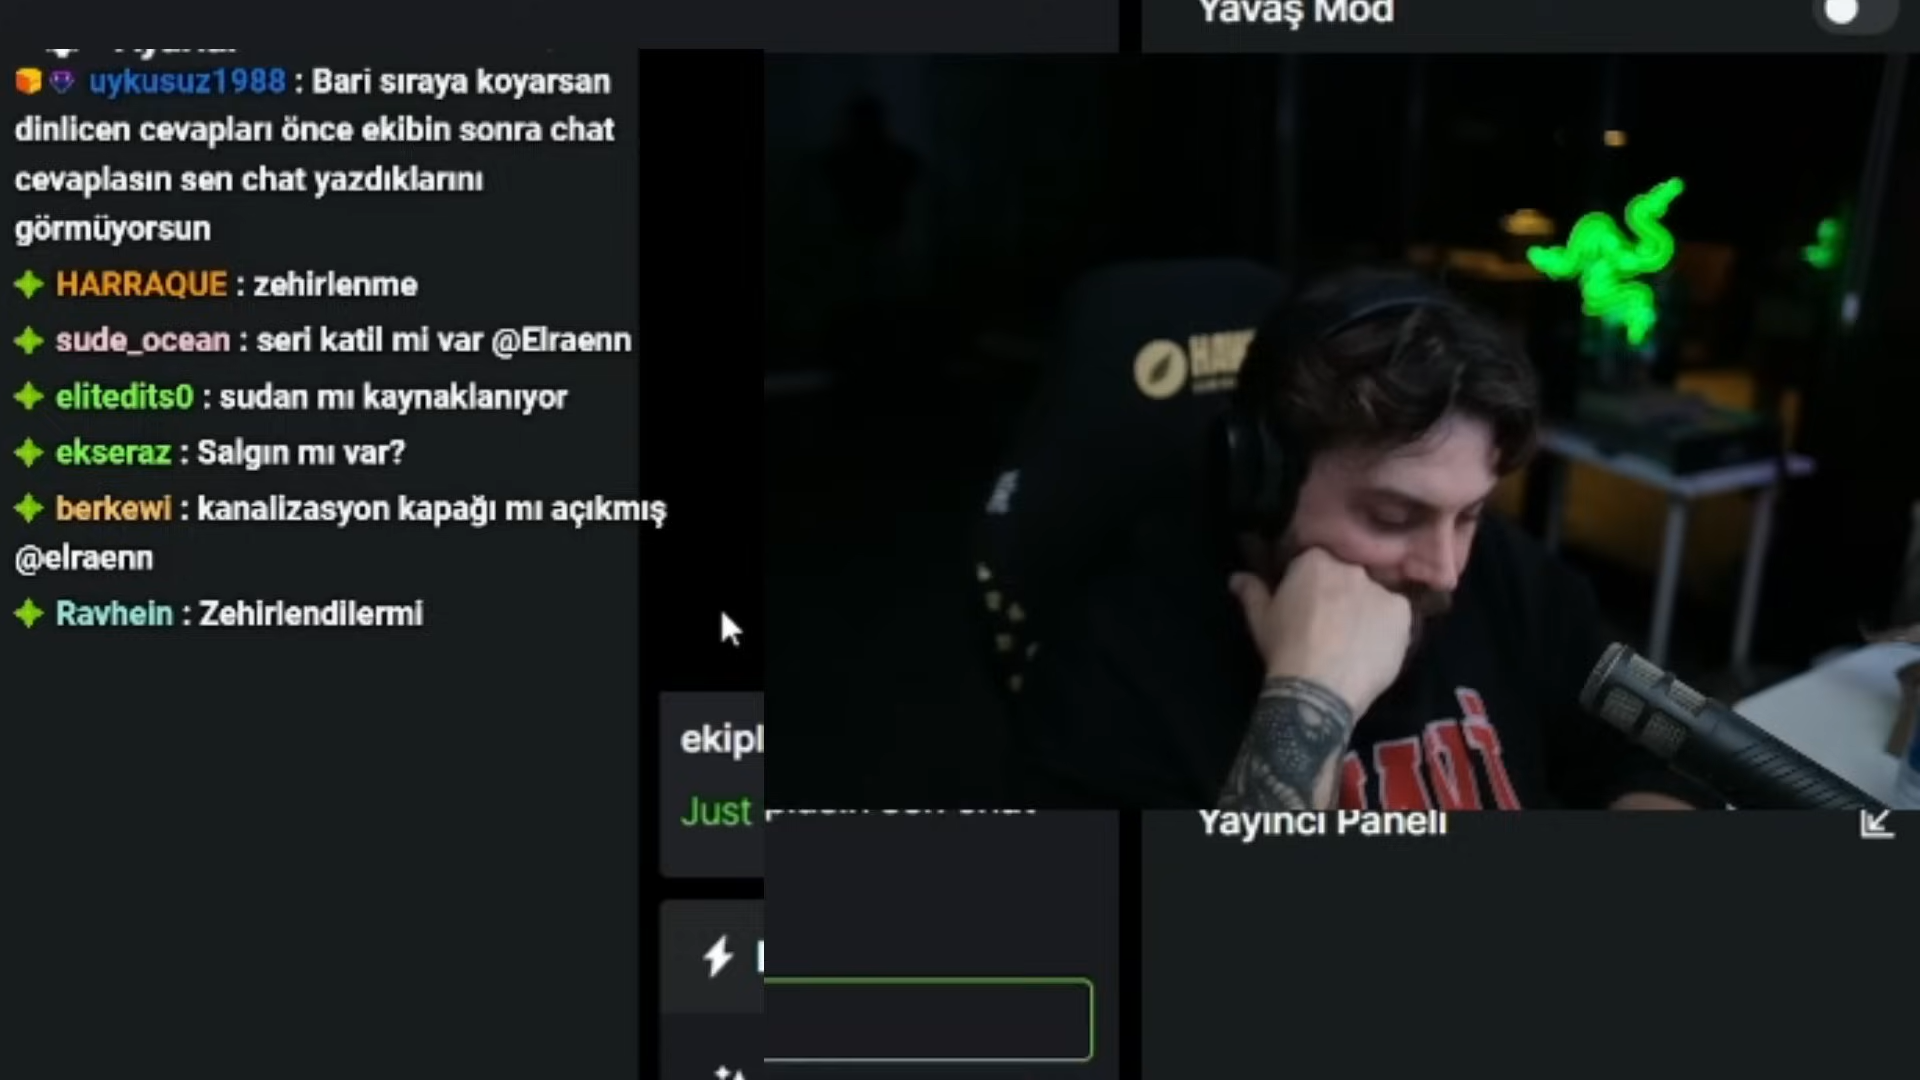 Yavaş Mod
uykusuz1988 : Bari sıraya koyarsan
dinlicen cevapları önce ekibin sonra chat
cevaplasın sen chat yazdıklarını
görmüyorsun
HARRAQUE : zehirlenme
sude_ocean : seri katil mi var @Elraenn
elitedits0 : sudan mı kaynaklanıyor
ekseraz : Salgın mı var?
berkewi : kanalizasyon kapağı mı açıkmış
@elraenn
Ravhein : Zehirlendilermi
ekipl
Just
Yayıncı Paneli